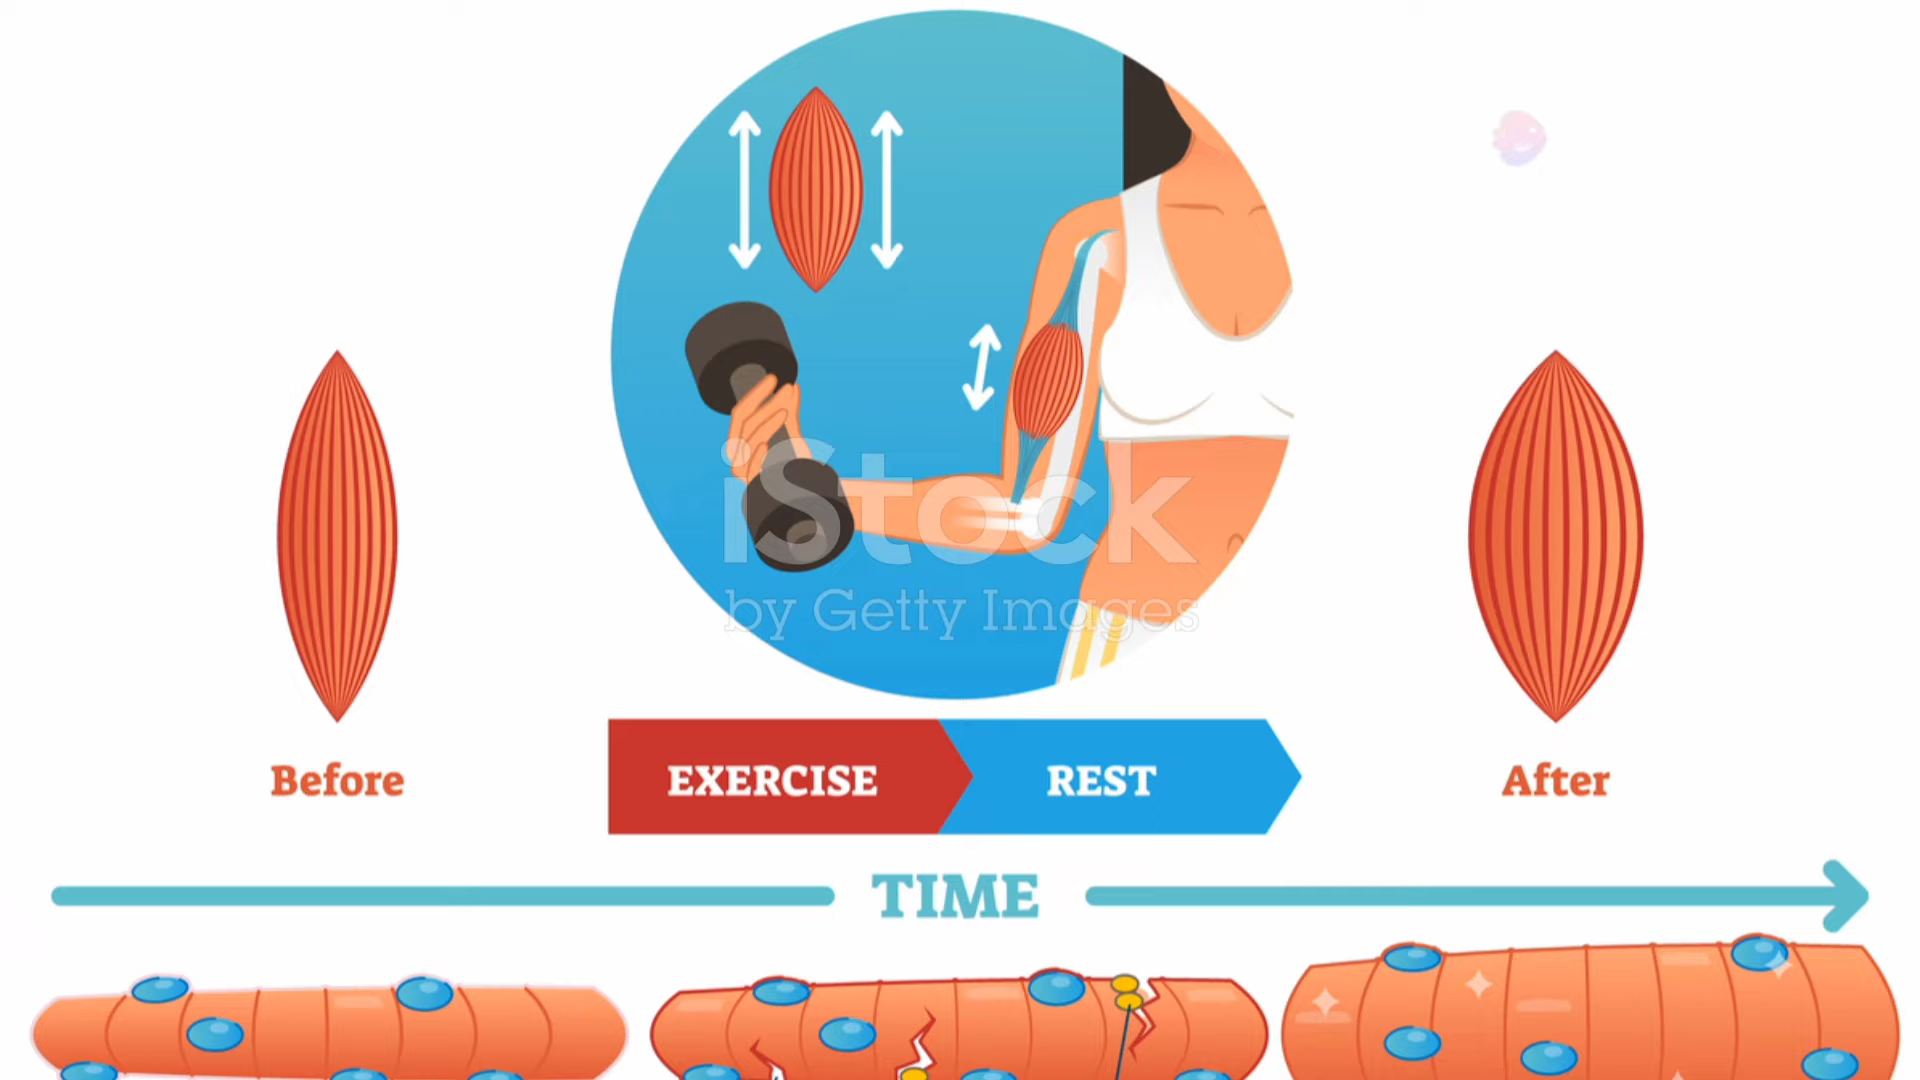 iStock
by Getty Images
Before
EXERCISE
REST
After
TIME